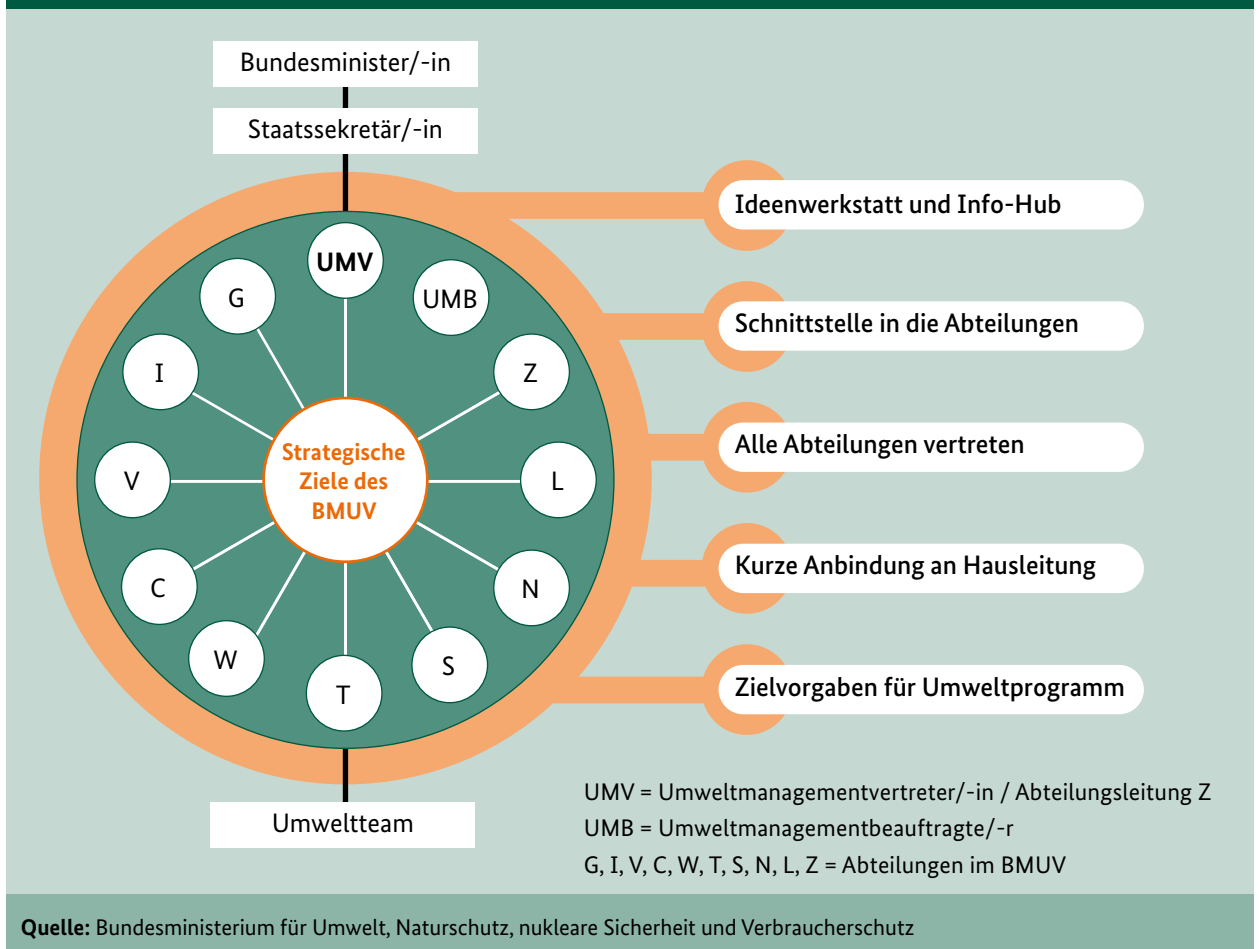 Bundesminister/-in
Staatssekretär/-in
UMV
UMB
Z
L
N
S
T
W
C
V
I
G
Strategische
Ziele des
BMUV
Ideenwerkstatt und Info-Hub
Schnittstelle in die Abteilungen
Alle Abteilungen vertreten
Kurze Anbindung an Hausleitung
Zielvorgaben für Umweltprogramm
Umweltteam
UMV = Umweltmanagementvertreter/-in / Abteilungsleitung Z
UMB = Umweltmanagementbeauftragte/-r
G, I, V, C, W, T, S, N, L, Z = Abteilungen im BMUV
Quelle: Bundesministerium für Umwelt, Naturschutz, nukleare Sicherheit und Verbraucherschutz